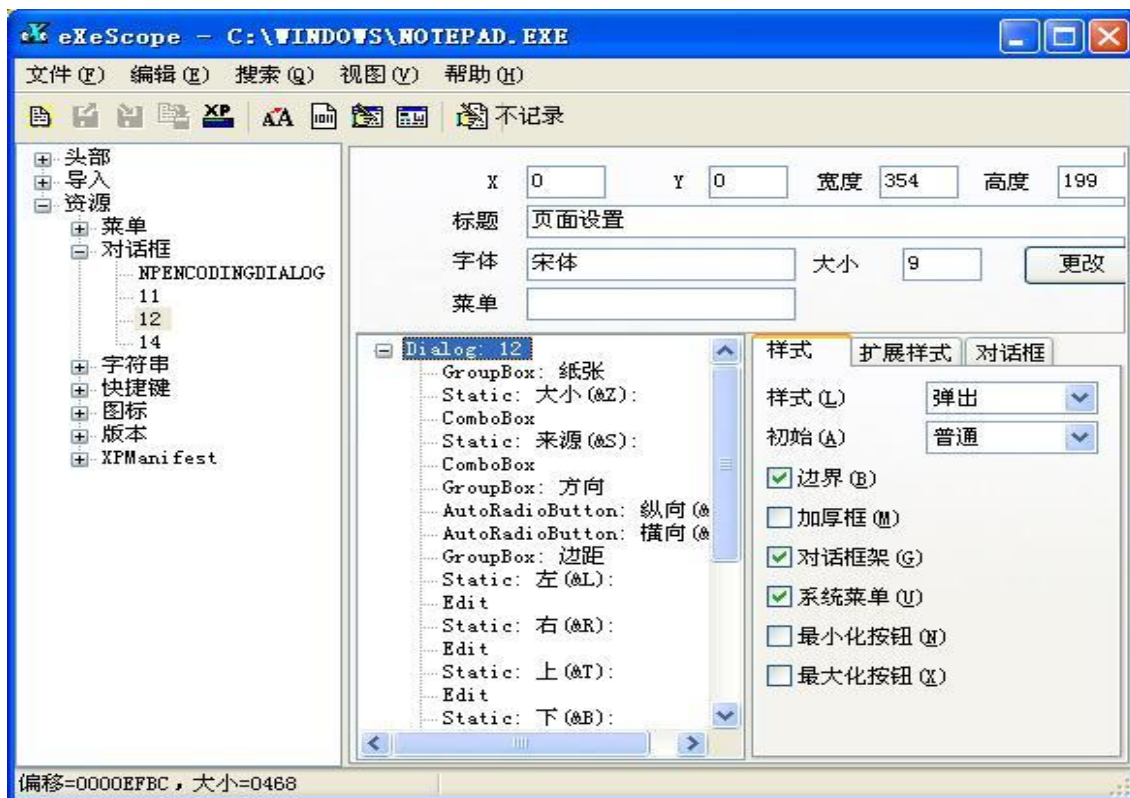 eXeScope - C:\WINDOWS\NOTEPAD.EXE
文件(F) 编辑(E) 搜索(Q) 视图(V) 帮助(H)
XP 不记录
头部
导入
资源
菜单
对话框
NPENCODINGDIALOG
11
12
14
字符串
快捷键
图标
版本
XPManifest
X 0 Y 0 宽度 354 高度 199
标题 页面设置
字体 宋体 大小 9 更改
菜单
Dialog: 12
GroupBox: 纸张
Static: 大小(&Z):
ComboBox
Static: 来源(&S):
ComboBox
GroupBox: 方向
AutoRadioButton: 纵向(&
AutoRadioButton: 横向(&
GroupBox: 边距
Static: 左(&L):
Edit
Static: 右(&R):
Edit
Static: 上(&T):
Edit
Static: 下(&B):
样式 扩展样式 对话框
样式(L) 弹出
初始(A) 普通
边界(B)
加厚框(M)
对话框架(G)
系统菜单(U)
最小化按钮(N)
最大化按钮(X)
偏移=0000EFBC,大小=0468